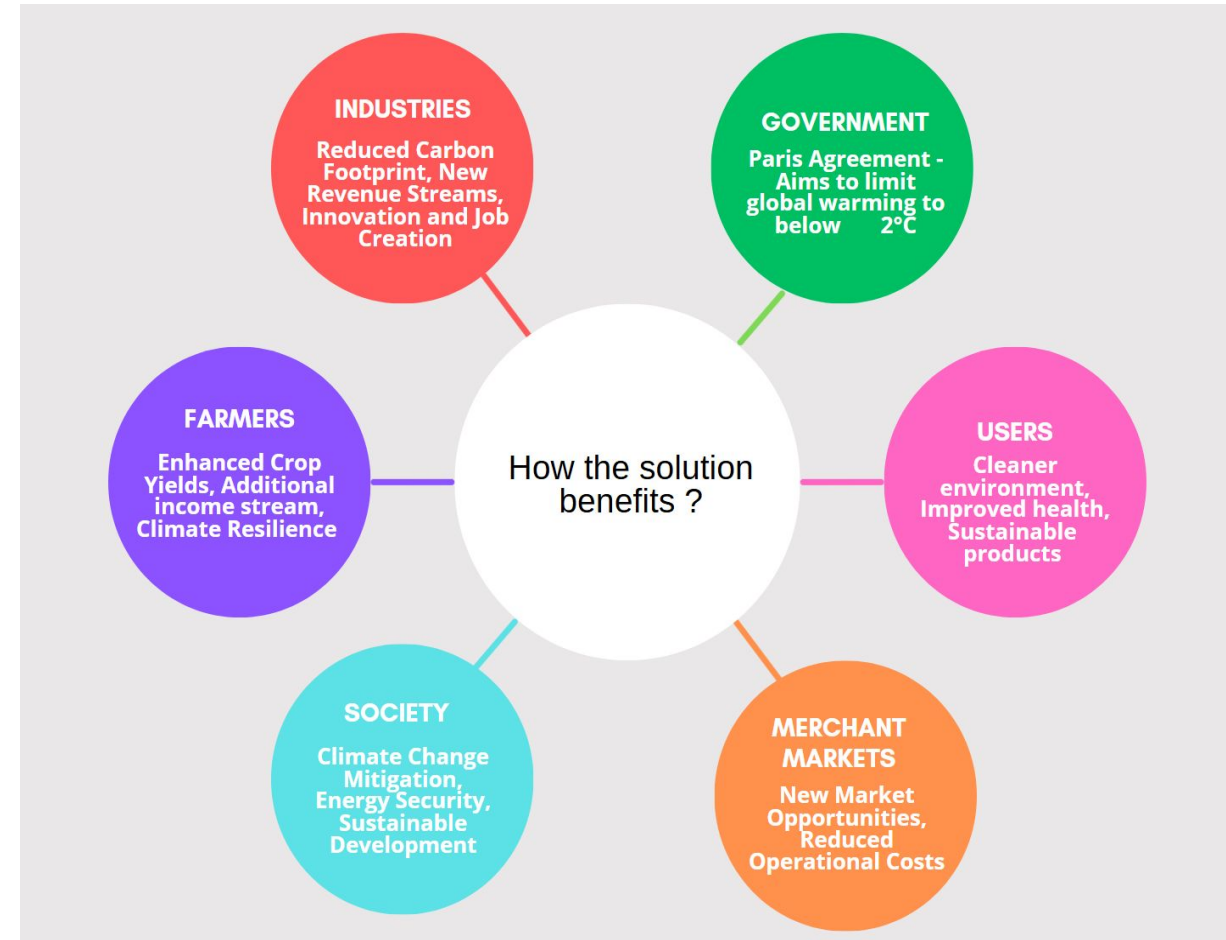 INDUSTRIES
Reduced Carbon
Footprint, New
Revenue Streams,
Innovation and Job
Creation
GOVERNMENT
Paris Agreement -
Aims to limit
global warming to
below 2°C
FARMERS
Enhanced Crop
Yields, Additional
income stream,
Climate Resilience
How the solution
benefits ?
USERS
Cleaner
environment,
Improved health,
Sustainable
products
SOCIETY
Climate Change
Mitigation,
Energy Security,
Sustainable
Development
MERCHANT
MARKETS
New Market
Opportunities,
Reduced
Operational Costs